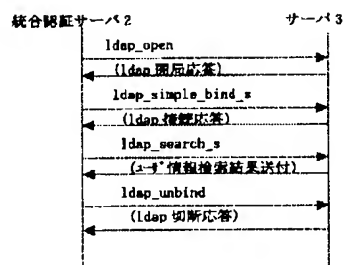 統合認証サーバ2 サーバ3
ldap_open
(ldap 開局応答)
ldap_simple_bind_s
(ldap 接続応答)
ldap_search_s
(ﾕｰｻﾞ情報検索結果送付)
ldap_unbind
(ldap 切断応答)